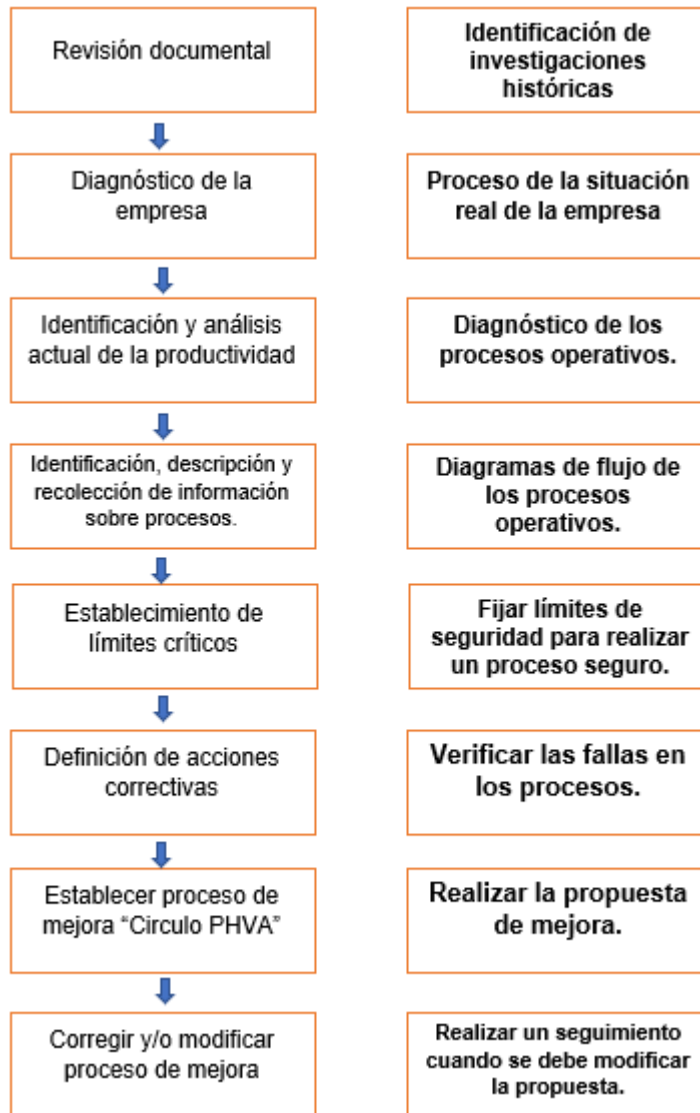 Revisión documental
Identificación de
investigaciones
históricas
Diagnóstico de la
empresa
Proceso de la situación
real de la empresa
Identificación y análisis
actual de la productividad
Diagnóstico de los
procesos operativos.
Identificación, descripción y
recolección de información
sobre procesos.
Diagramas de flujo de
los procesos
operativos.
Establecimiento de
límites críticos
Fijar límites de
seguridad para realizar
un proceso seguro.
Definición de acciones
correctivas
Verificar las fallas en
los procesos.
Establecer proceso de
mejora “Circulo PHVA”
Realizar la propuesta
de mejora.
Corregir y/o modificar
proceso de mejora
Realizar un seguimiento
cuando se debe modificar
la propuesta.